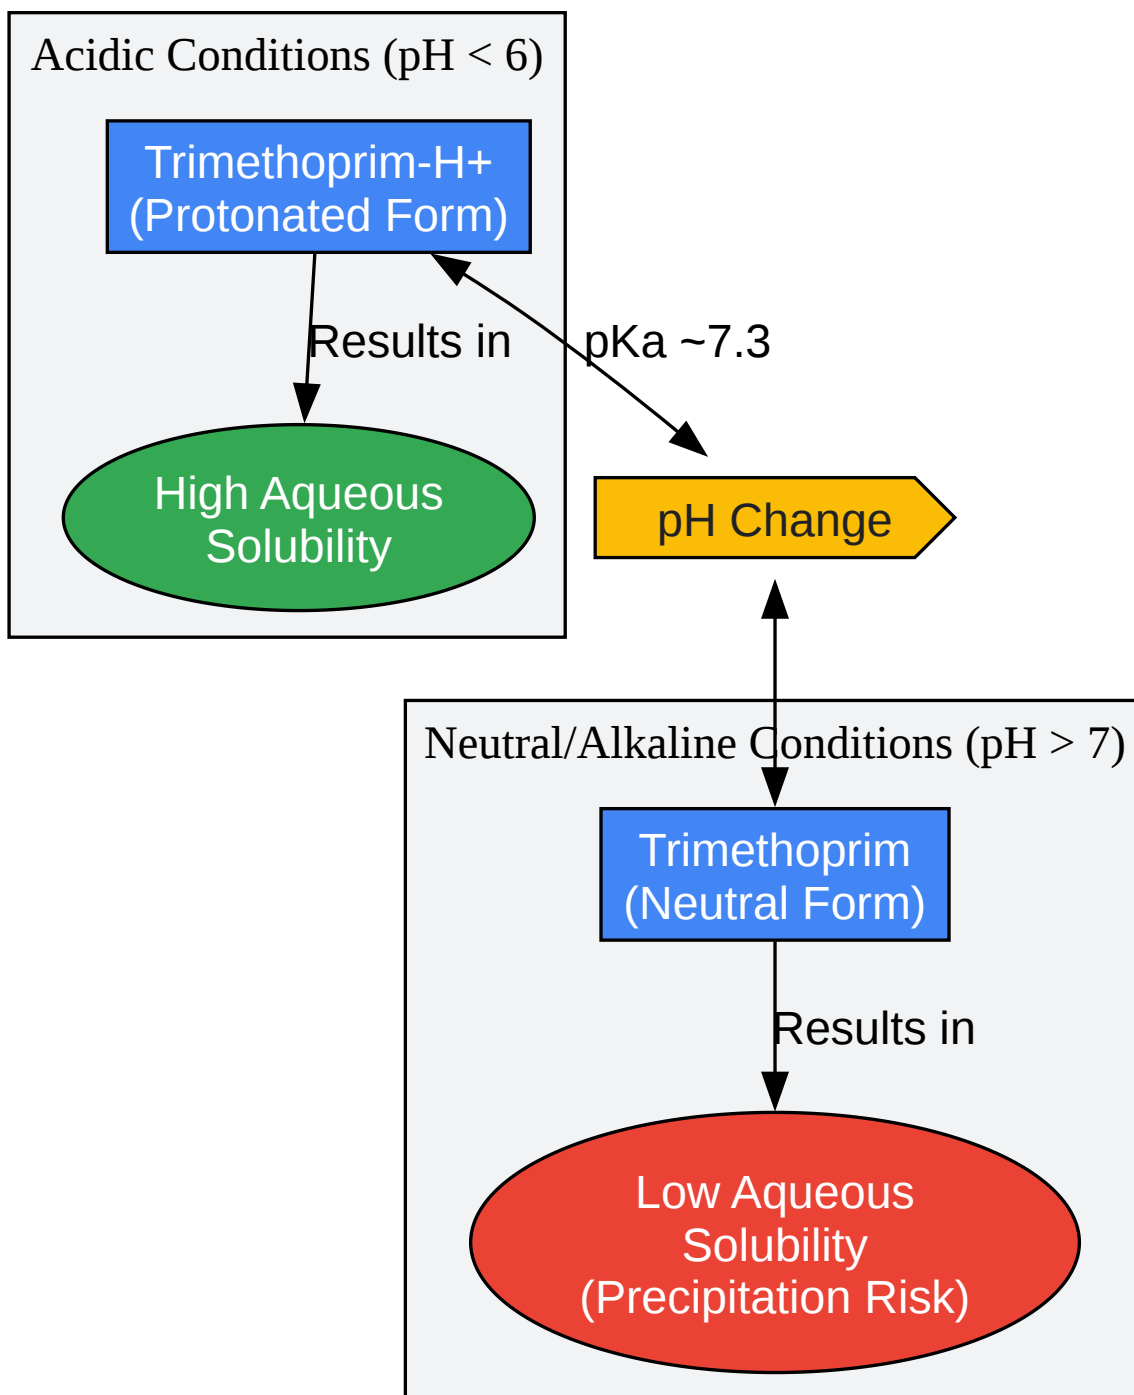 Acidic Conditions (pH < 6)
Trimethoprim-H+
(Protonated Form)
Results in
pKa ~7.3
High Aqueous
Solubility
pH Change
Neutral/Alkaline Conditions (pH > 7)
Trimethoprim
(Neutral Form)
Results in
Low Aqueous
Solubility
(Precipitation Risk)